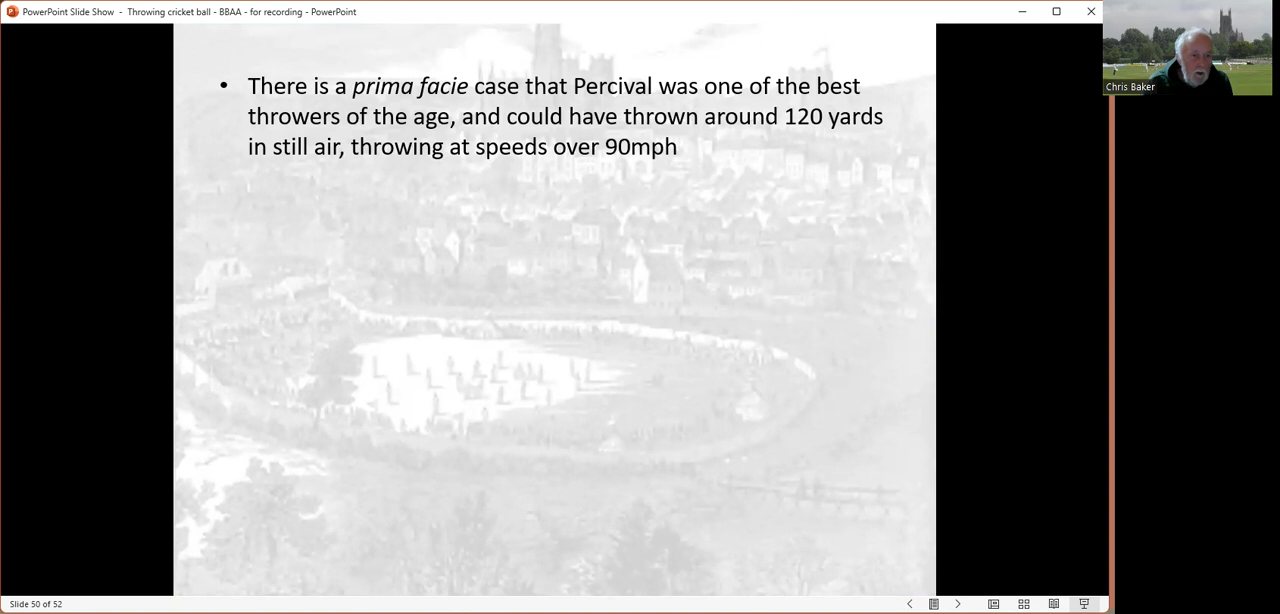 PowerPoint Slide Show - Throwing cricket ball - BBAA - for recording - PowerPoint
Chris Baker
• There is a prima facie case that Percival was one of the best
throwers of the age, and could have thrown around 120 yards
in still air, throwing at speeds over 90mph
Slide 50 of 52